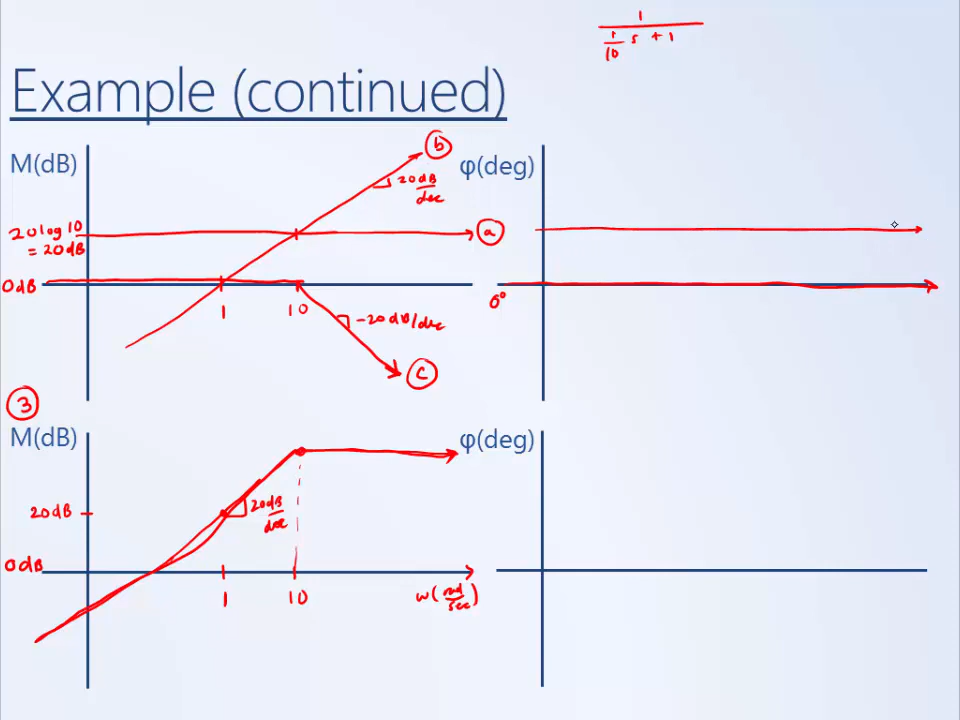 1
1/10 s + 1
Example (continued)
M(dB)
b
20dB/dec
φ(deg)
20log10
= 20dB
a
0dB
1
10
-20dB/dec
0°
c
3
M(dB)
φ(deg)
20dB
20dB/dec
0dB
1
10
w(rad/sec)